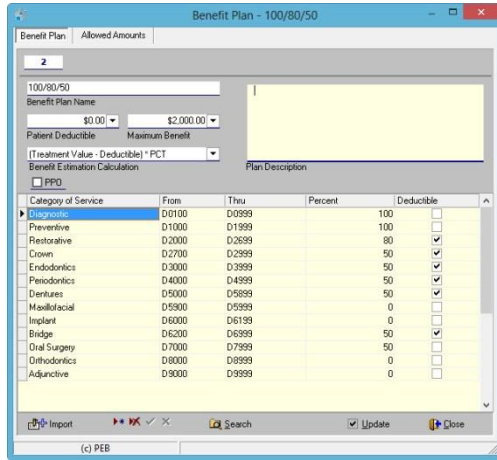 Benefit Plan - 100/80/50
Benefit Plan Allowed Amounts
2
100/80/50
Benefit Plan Name
$0.00 $2,000.00
Patient Deductible Maximum Benefit
(Treatment Value - Deductible) * PCT
Benefit Estimation Calculation Plan Description
PPO
Category of Service From Thru Percent Deductible
Diagnostic D0100 D0999 100
Preventive D1000 D1999 100
Restorative D2000 D2699 80
Crown D2700 D2999 50
Endodontics D3000 D3999 50
Periodontics D4000 D4999 50
Dentures D5000 D5899 50
Maxillofacial D5900 D5999 0
Implant D6000 D6199 0
Bridge D6200 D6999 50
Oral Surgery D7000 D7999 50
Orthodontics D8000 D8999 0
Adjunctive D9000 D9999 0
Import Search Update Close
(c) PEB